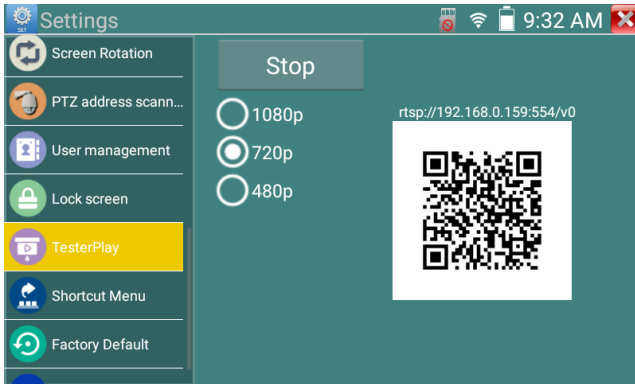 Settings
SET
9:32 AM
Screen Rotation
PTZ address scann...
User management
Lock screen
TesterPlay
Shortcut Menu
Factory Default
Stop
1080p
720p
480p
rtsp://192.168.0.159:554/v0